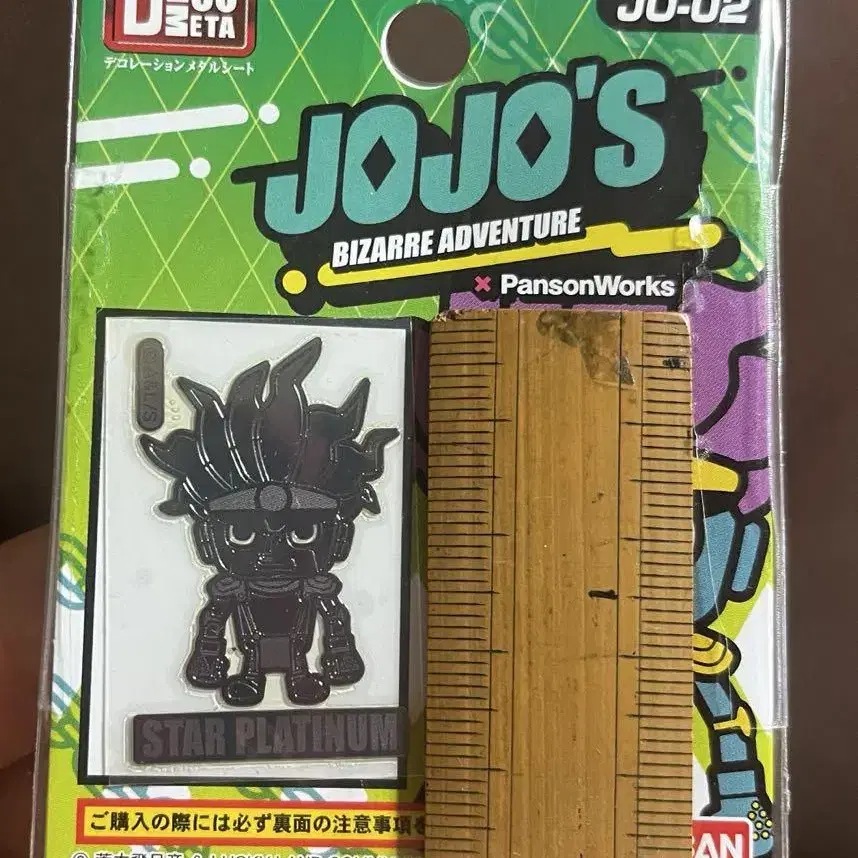 JO-02
デコレーションメタルシート
JOJO'S
BIZARRE ADVENTURE
× PansonWorks
STAR PLATINUM
ご購入の際には必ず裏面の注意事項を